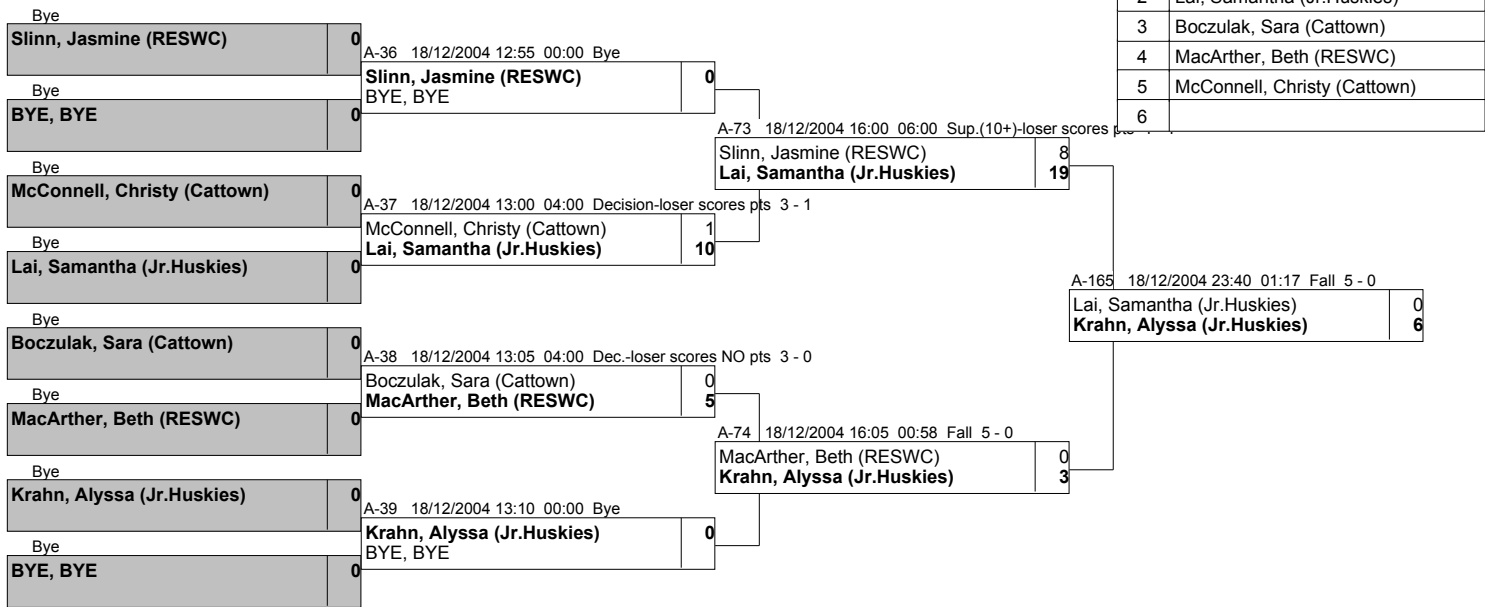 2 Lai, Samantha (Jr.Huskies)
3 Boczulak, Sara (Cattown)
4 MacArther, Beth (RESWC)
5 McConnell, Christy (Cattown)
6
Bye
Slinn, Jasmine (RESWC) 0
Bye
BYE, BYE 0
Bye
McConnell, Christy (Cattown) 0
Bye
Lai, Samantha (Jr.Huskies) 0
Bye
Boczulak, Sara (Cattown) 0
Bye
MacArther, Beth (RESWC) 0
Bye
Krahn, Alyssa (Jr.Huskies) 0
Bye
BYE, BYE 0
A-36 18/12/2004 12:55 00:00 Bye
Slinn, Jasmine (RESWC) 0
BYE, BYE
A-37 18/12/2004 13:00 04:00 Decision-loser scores pts 3 - 1
McConnell, Christy (Cattown) 1
Lai, Samantha (Jr.Huskies) 10
A-38 18/12/2004 13:05 04:00 Dec.-loser scores NO pts 3 - 0
Boczulak, Sara (Cattown) 0
MacArther, Beth (RESWC) 5
A-39 18/12/2004 13:10 00:00 Bye
Krahn, Alyssa (Jr.Huskies) 0
BYE, BYE
A-73 18/12/2004 16:00 06:00 Sup.(10+)-loser scores
Slinn, Jasmine (RESWC) 8
Lai, Samantha (Jr.Huskies) 19
A-74 18/12/2004 16:05 00:58 Fall 5 - 0
MacArther, Beth (RESWC) 0
Krahn, Alyssa (Jr.Huskies) 3
A-165 18/12/2004 23:40 01:17 Fall 5 - 0
Lai, Samantha (Jr.Huskies) 0
Krahn, Alyssa (Jr.Huskies) 6